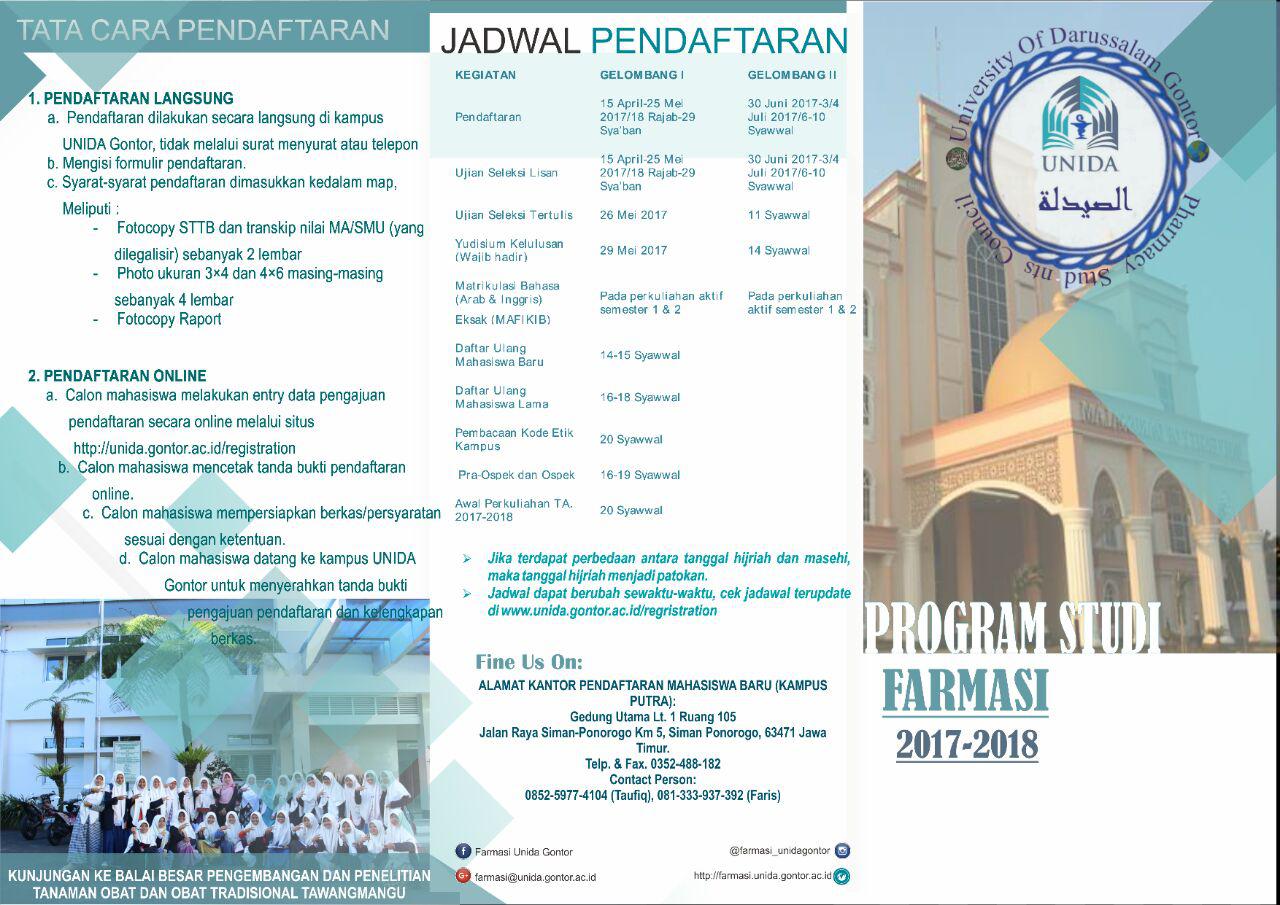 TATA CARA PENDAFTARAN
1. PENDAFTARAN LANGSUNG
a. Pendaftaran dilakukan secara langsung di kampus
UNIDA Gontor, tidak melalui surat menyurat atau telepon
b. Mengisi formulir pendaftaran.
c. Syarat-syarat pendaftaran dimasukkan kedalam map,
Meliputi :
- Fotocopy STTB dan transkip nilai MA/SMU (yang
dilegalisir) sebanyak 2 lembar
- Photo ukuran 3×4 dan 4×6 masing-masing
sebanyak 4 lembar
- Fotocopy Raport
2. PENDAFTARAN ONLINE
a. Calon mahasiswa melakukan entry data pengajuan
pendaftaran secara online melalui situs
http://unida.gontor.ac.id/registration
b. Calon mahasiswa mencetak tanda bukti pendaftaran
online.
c. Calon mahasiswa mempersiapkan berkas/persyaratan
sesuai dengan ketentuan.
d. Calon mahasiswa datang ke kampus UNIDA
Gontor untuk menyerahkan tanda bukti
pengajuan pendaftaran dan kelengkapan
berkas.
KUNJUNGAN KE BALAI BESAR PENGEMBANGAN DAN PENELITIAN
TANAMAN OBAT DAN OBAT TRADISIONAL TAWANGMANGU
JADWAL PENDAFTARAN
KEGIATAN GELOMBANG I GELOMBANG II
Pendaftaran
15 April-25 Mei
2017/18 Rajab-29
Sya'ban
30 Juni 2017-3/4
Juli 2017/6-10
Syawwal
Ujian Seleksi Lisan
15 April-25 Mei
2017/18 Rajab-29
Sya'ban
30 Juni 2017-3/4
Juli 2017/6-10
Syawwal
Ujian Seleksi Tertulis 26 Mei 2017 11 Syawwal
Yudisium Kelulusan
(Wajib hadir)
29 Mei 2017 14 Syawwal
Matrikulasi Bahasa
(Arab & Inggris)
Eksak (MAFIKIB)
Pada perkuliahan aktif
semester 1 & 2
Pada perkuliahan
aktif semester 1 & 2
Daftar Ulang
Mahasiswa Baru
14-15 Syawwal
Daftar Ulang
Mahasiswa Lama
16-18 Syawwal
Pembacaan Kode Etik
Kampus
20 Syawwal
Pra-Ospek dan Ospek 16-19 Syawwal
Awal Perkuliahan TA.
2017-2018
20 Syawwal
➢ Jika terdapat perbedaan antara tanggal hijriah dan masehi,
maka tanggal hijriah menjadi patokan.
➢ Jadwal dapat berubah sewaktu-waktu, cek jadawal terupdate
di www.unida.gontor.ac.id/regristration
Fine Us On:
ALAMAT KANTOR PENDAFTARAN MAHASISWA BARU (KAMPUS
PUTRA):
Gedung Utama Lt. 1 Ruang 105
Jalan Raya Siman-Ponorogo Km 5, Siman Ponorogo, 63471 Jawa
Timur.
Telp. & Fax. 0352-488-182
Contact Person:
0852-5977-4104 (Taufiq), 081-333-937-392 (Faris)
Farmasi Unida Gontor
@farmasi_unidagontor
farmasi@unida.gontor.ac.id
http://farmasi.unida.gontor.ac.id
University Of Darussalam Gontor
UNIDA
الصيدلة
Pharmacy Stud nts Council
PROGRAM STUDI
FARMASI
2017-2018